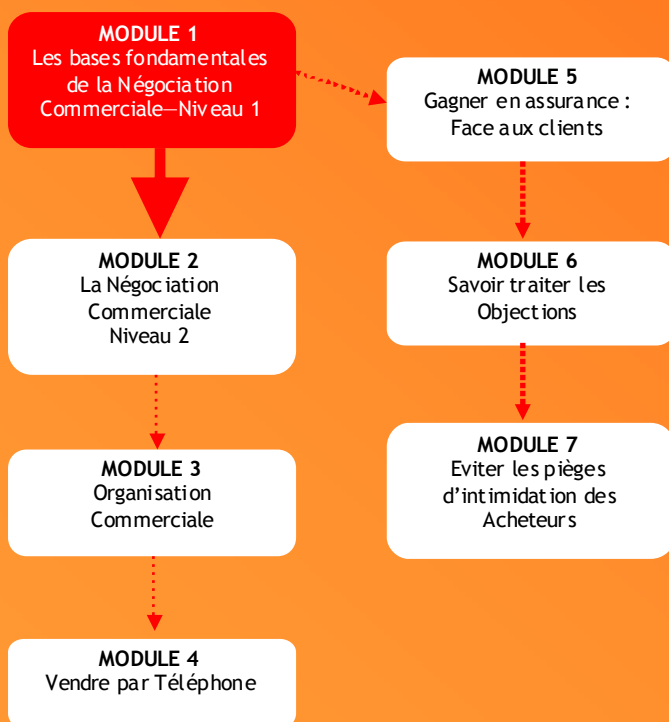 MODULE 1
Les bases fondamentales
de la Négociation
Commerciale—Niveau 1
MODULE 2
La Négociation
Commerciale
Niveau 2
MODULE 3
Organisation
Commerciale
MODULE 4
Vendre par Téléphone
MODULE 5
Gagner en assurance :
Face aux clients
MODULE 6
Savoir traiter les
Objections
MODULE 7
Eviter les pièges
d’intimidation des
Acheteurs